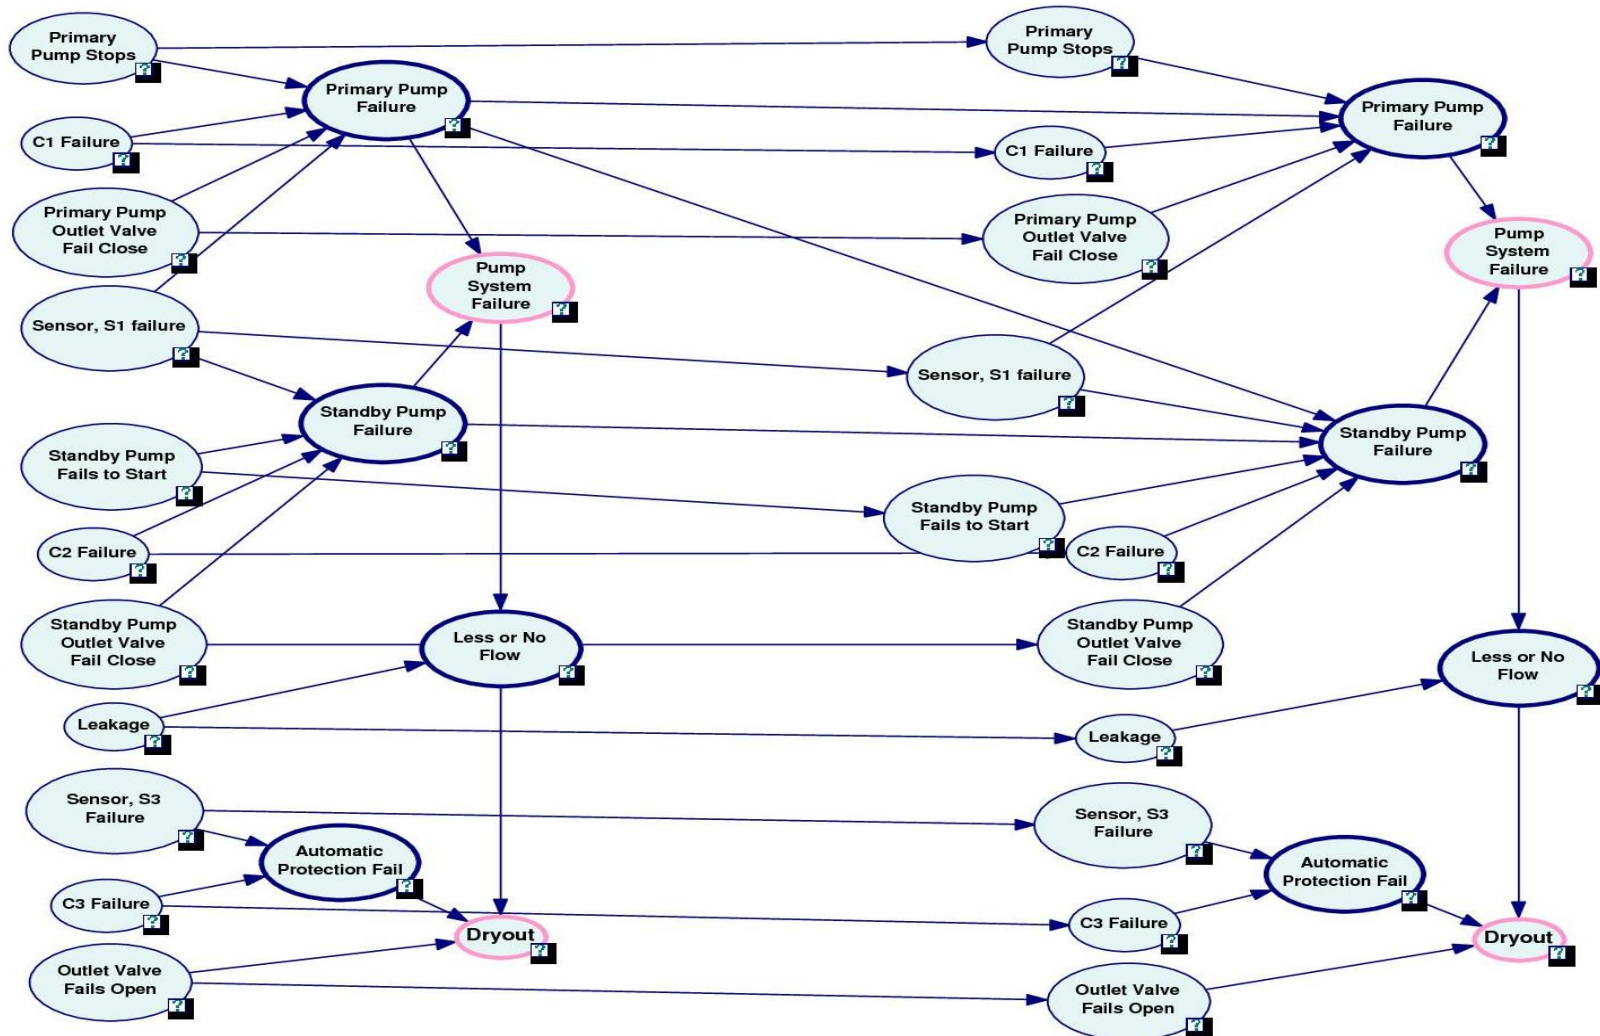 Primary
Pump Stops
?
Primary Pump
Failure
?
C1 Failure
?
Primary Pump
Outlet Valve
Fail Close
?
Pump
System
Failure
?
Sensor, S1 failure
?
Standby Pump
Failure
?
Standby Pump
Fails to Start
?
C2 Failure
?
Standby Pump
Outlet Valve
Fail Close
?
Less or No
Flow
?
Leakage
?
Sensor, S3
Failure
?
Automatic
Protection Fail
?
C3 Failure
?
Dryout
?
Outlet Valve
Fails Open
?
Primary
Pump Stops
?
Primary Pump
Failure
?
C1 Failure
?
Primary Pump
Outlet Valve
Fail Close
?
Pump
System
Failure
?
Sensor, S1 failure
?
Standby Pump
Failure
?
Standby Pump
Fails to Start
?
C2 Failure
?
Standby Pump
Outlet Valve
Fail Close
?
Less or No
Flow
?
Leakage
?
Sensor, S3
Failure
?
Automatic
Protection Fail
?
C3 Failure
?
Dryout
?
Outlet Valve
Fails Open
?